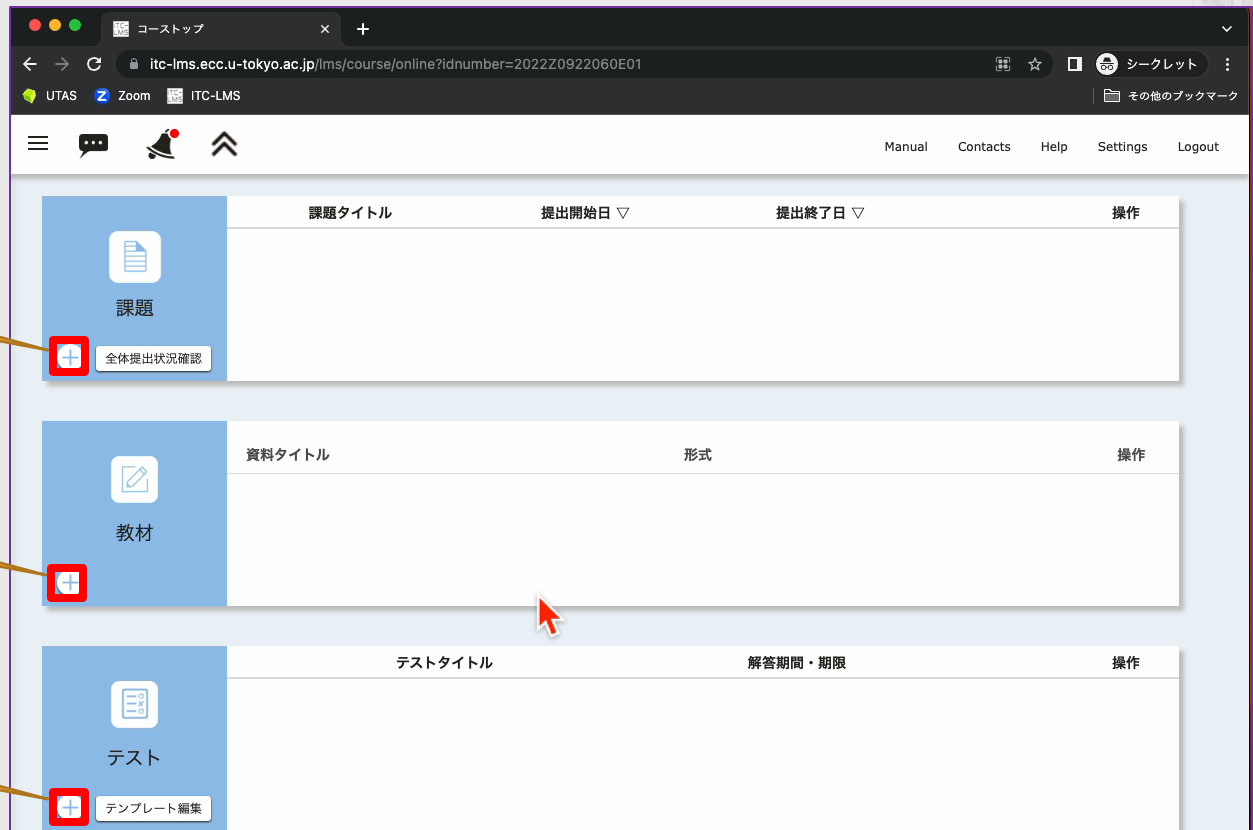 コーストップ
itc-lms.ecc.u-tokyo.ac.jp/lms/course/online?idnumber=2022Z0922060E01
シークレット
UTAS Zoom ITC-LMS その他のブックマーク
Manual Contacts Help Settings Logout
課題タイトル 提出開始日 ▽ 提出終了日 ▽ 操作
課題
全体提出状況確認
資料タイトル 形式 操作
教材
テストタイトル 解答期間・期限 操作
テスト
テンプレート編集